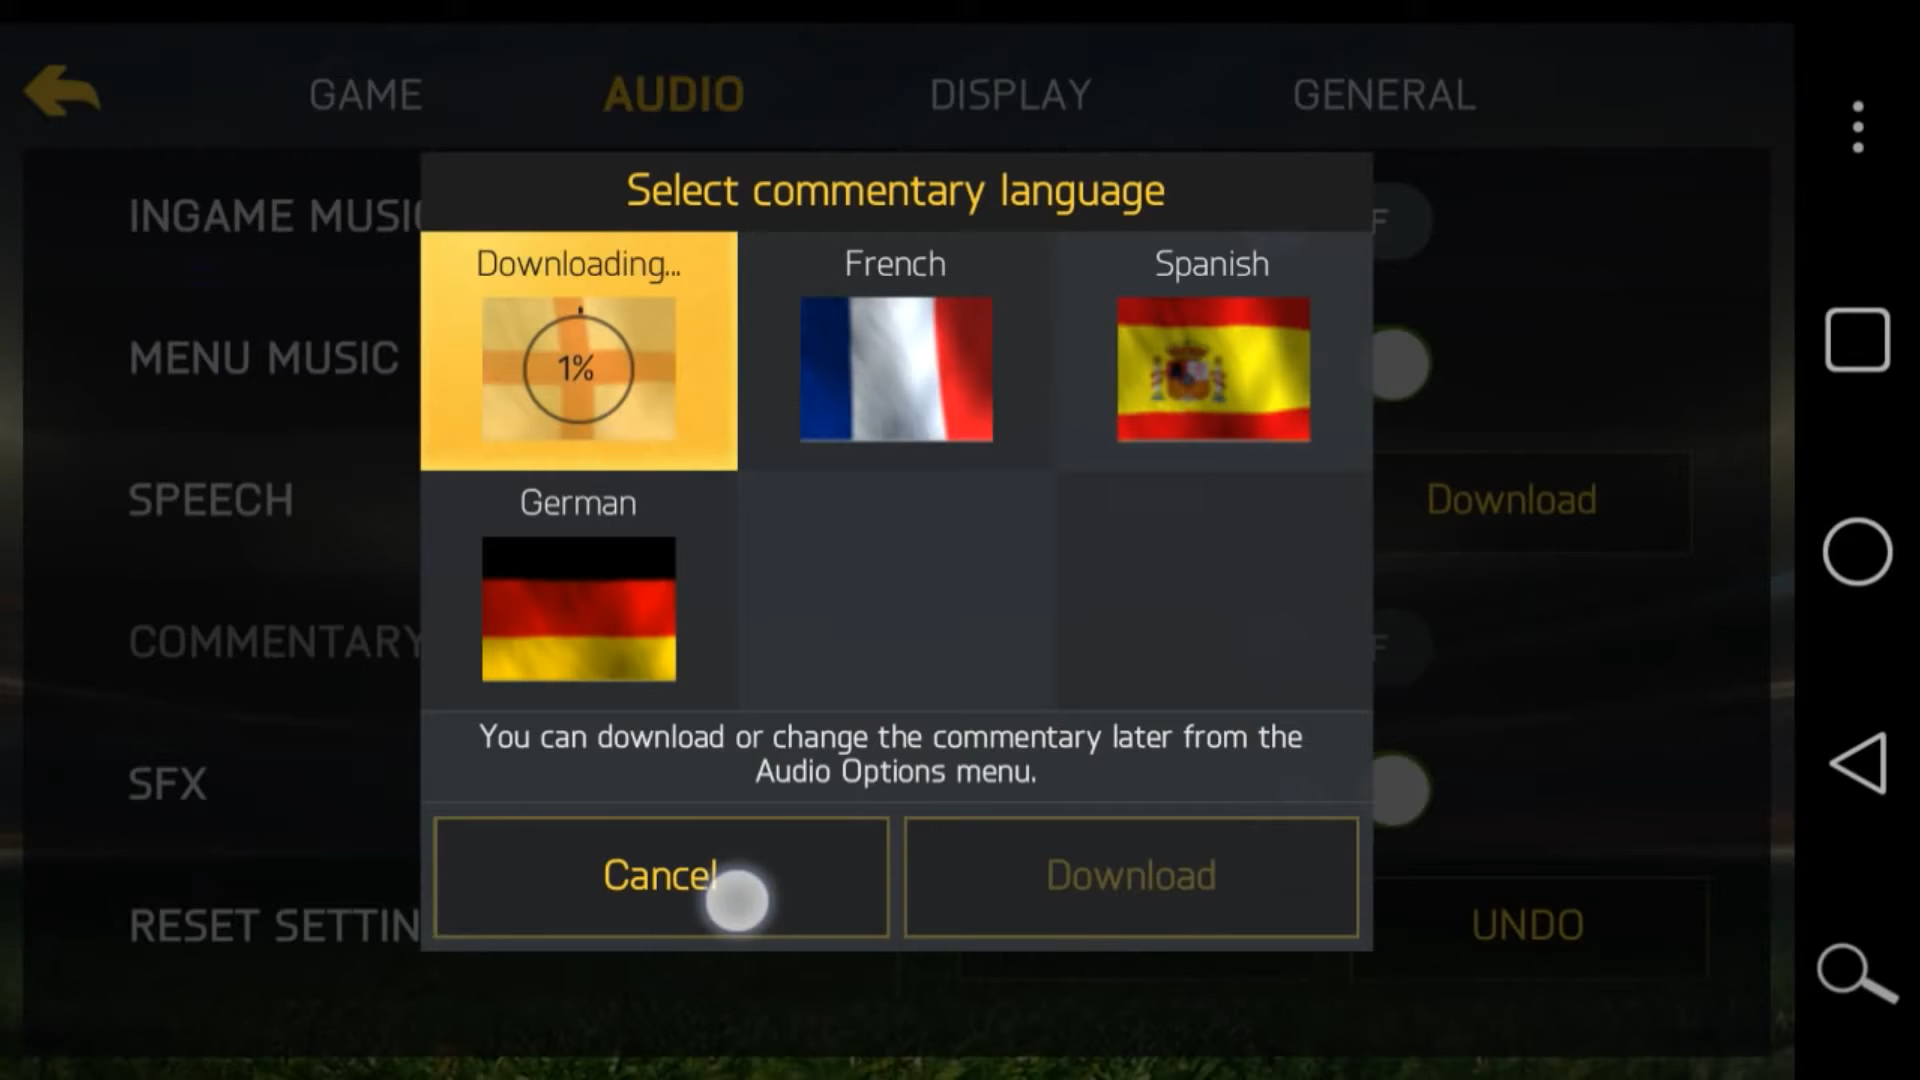 GAME AUDIO DISPLAY GENERAL
Select commentary language
INGAME MUSIC
Downloading... French Spanish
1%
MENU MUSIC
SPEECH
German
Download
COMMENTARY
You can download or change the commentary later from the
Audio Options menu.
SFX
Cancel Download
RESET SETTIN
UNDO